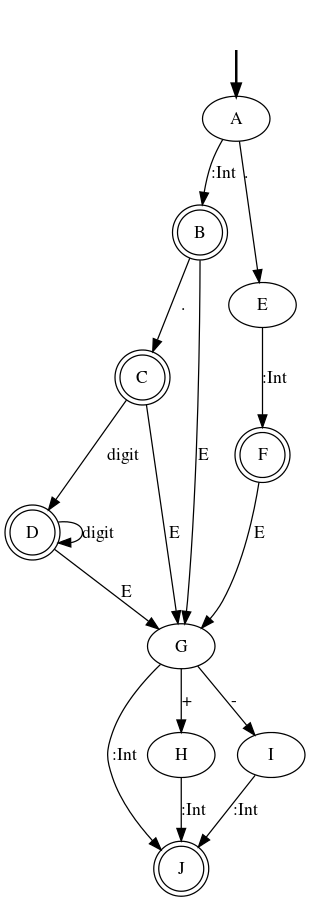 A
:Int .
B
E
.
C
:Int
E
F
digit
D
digit
E
E
E
G
+ -
:Int
H
I
:Int
:Int
J